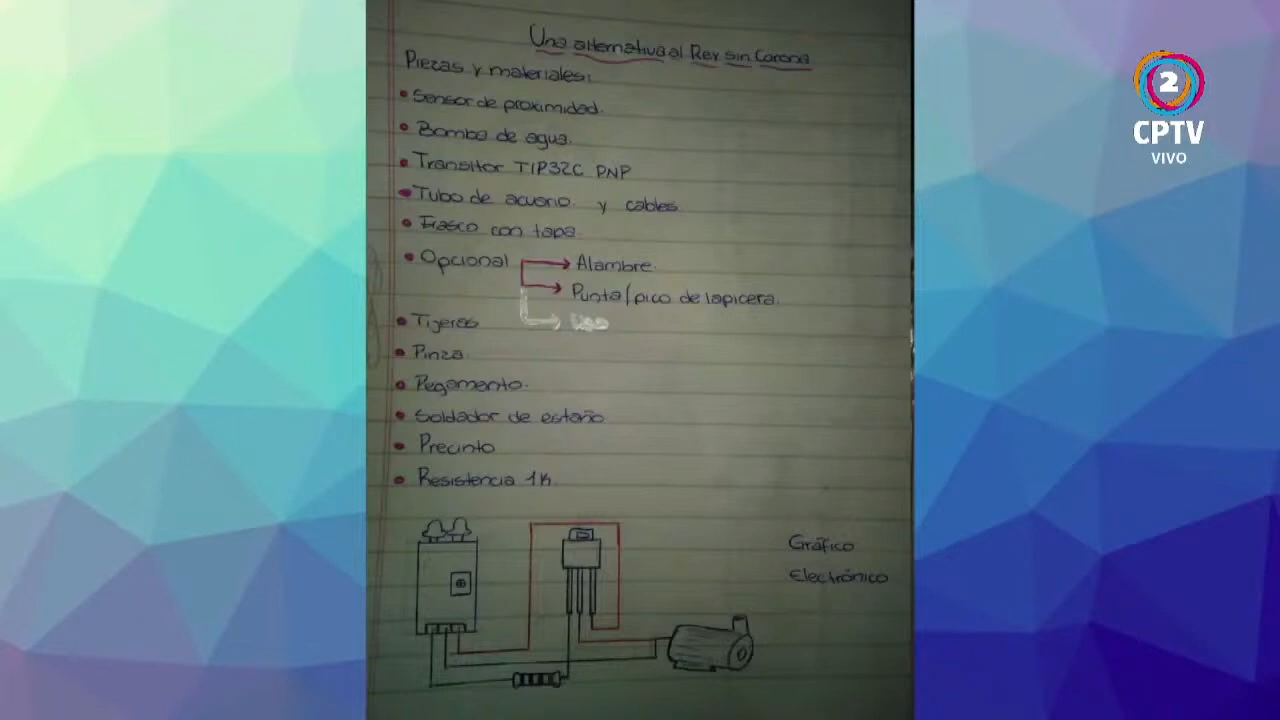 Una alternativa al Rey sin Corona
Piezas y materiales:
• Sensor de proximidad.
• Bomba de agua.
• Transitor TIP32C PNP
• Tubo de acuario y cables
• Frasco con tapa.
• Opcional → Alambre.
→ Punta/pico de lapicera.
• Tijeras
• Pinza.
• Pegamento.
• Soldador de estaño
• Precinto
• Resistencia 1K.
Gráfico
Electrónico
2
CPTV
VIVO